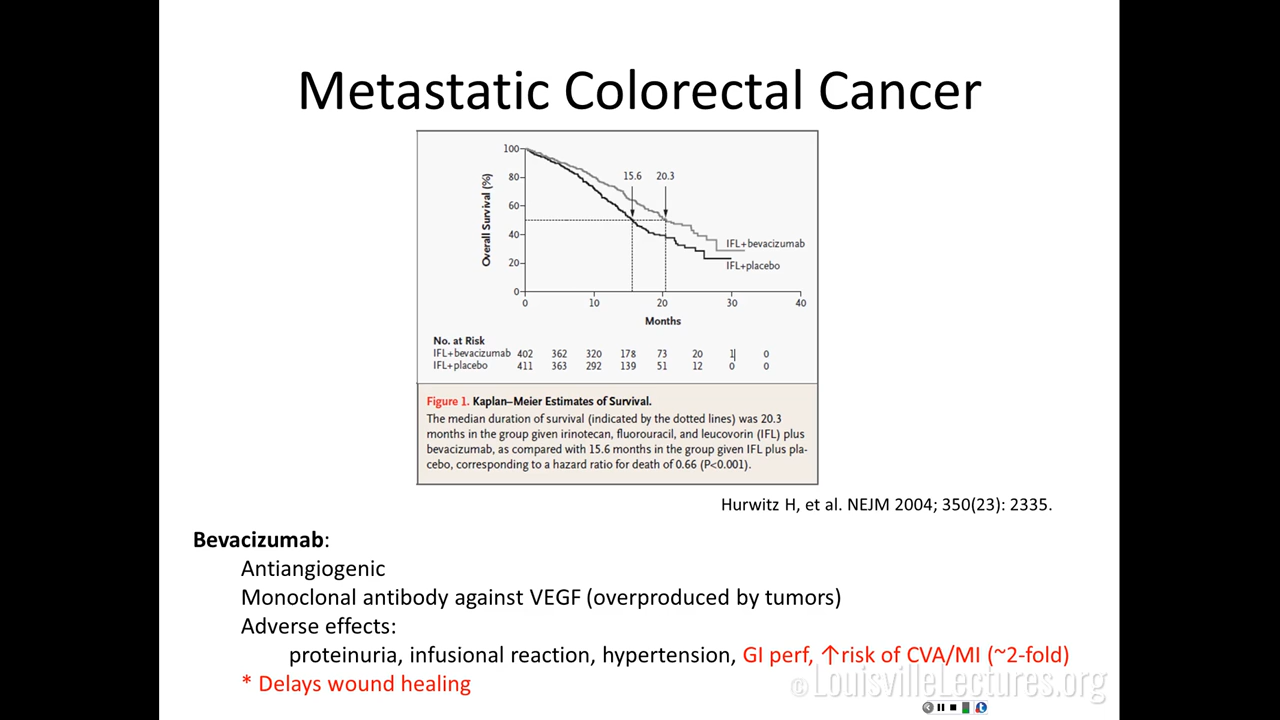 Metastatic Colorectal Cancer
100
80
60
40
20
0
Overall Survival (%)
15.6 20.3
IFL+bevacizumab
IFL+placebo
0 10 20 30 40
Months
No. at Risk
IFL+bevacizumab 402 362 320 178 73 20 1 0
IFL+placebo 411 363 292 139 51 12 0 0
Figure 1. Kaplan–Meier Estimates of Survival.
The median duration of survival (indicated by the dotted lines) was 20.3
months in the group given irinotecan, fluorouracil, and leucovorin (IFL) plus
bevacizumab, as compared with 15.6 months in the group given IFL plus pla-
cebo, corresponding to a hazard ratio for death of 0.66 (P<0.001).
Hurwitz H, et al. NEJM 2004; 350(23): 2335.
Bevacizumab:
Antiangiogenic
Monoclonal antibody against VEGF (overproduced by tumors)
Adverse effects:
proteinuria, infusional reaction, hypertension, GI perf, ↑risk of CVA/MI (~2-fold)
* Delays wound healing
©LouisvilleLectures.org